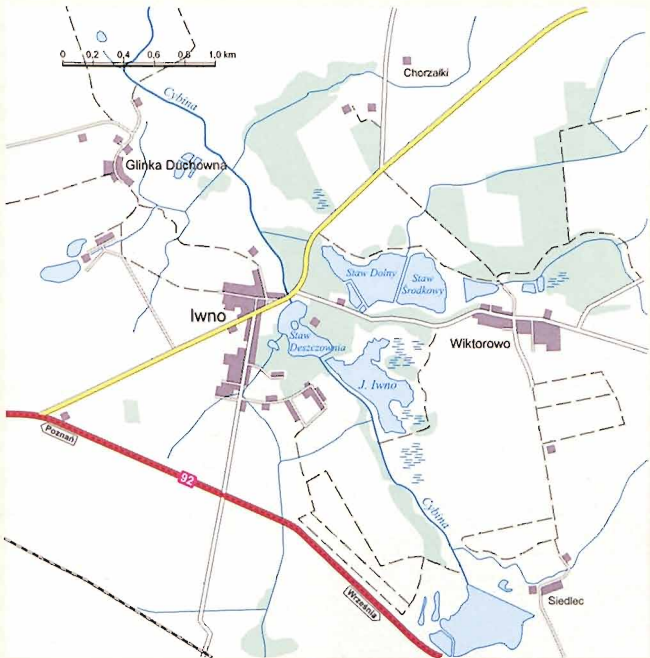 0 0,2 0,4 0,6 0,8 1,0 km
Chorzałki
Cybina
Glinka Duchowna
Staw Dolny
Staw
Środkowy
Iwno
Staw
Deszczownia
Wiktorowo
J. Iwno
Poznań
92
Cybina
Września
Siedlec